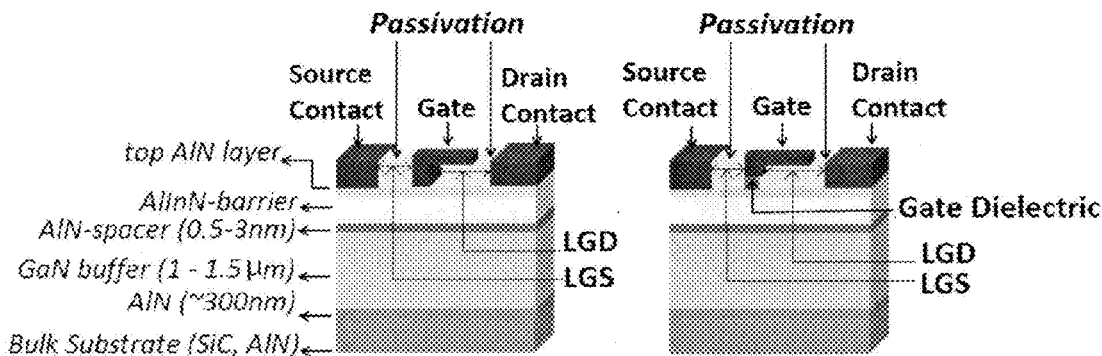 Passivation
Source
Contact
Gate
Drain
Contact
top AlN layer
AlInN-barrier
AlN-spacer (0.5-3nm)
GaN buffer (1 - 1.5µm)
AlN (~300nm)
Bulk Substrate (SiC, AlN)
LGD
LGS
Passivation
Source
Contact
Gate
Drain
Contact
Gate Dielectric
LGD
LGS